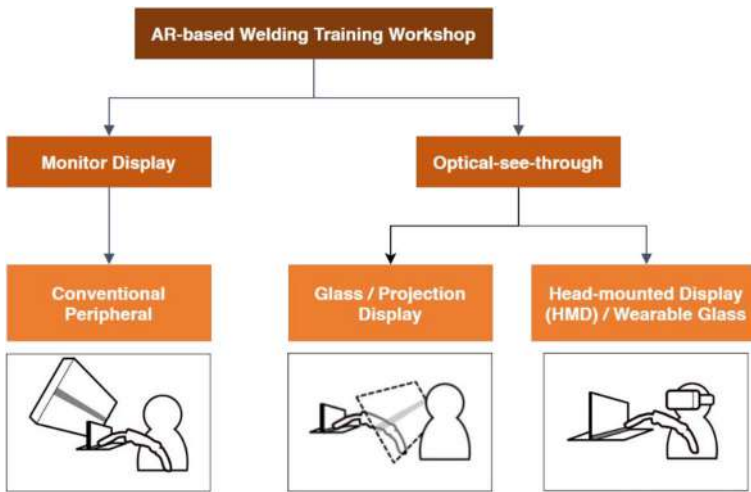 AR-based Welding Training Workshop
Monitor Display
Optical-see-through
Conventional
Peripheral
Glass / Projection
Display
Head-mounted Display
(HMD) / Wearable Glass